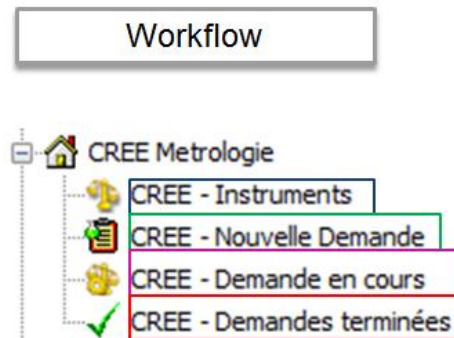 Workflow
CREE Metrologie
CREE - Instruments
CREE - Nouvelle Demande
CREE - Demande en cours
CREE - Demandes terminées